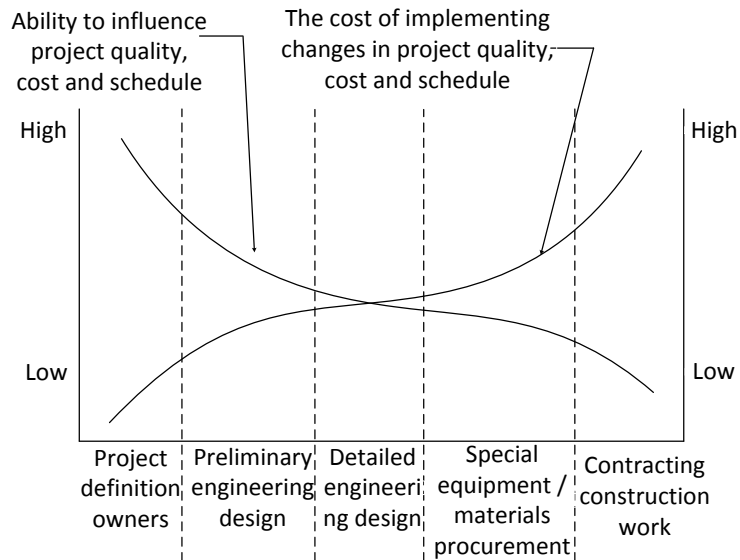 Ability to influence
project quality,
cost and schedule
The cost of implementing
changes in project quality,
cost and schedule
High
High
Low
Low
Project
definition
owners
Preliminary
engineering
design
Detailed
engineeri
ng design
Special
equipment /
materials
procurement
Contracting
construction
work